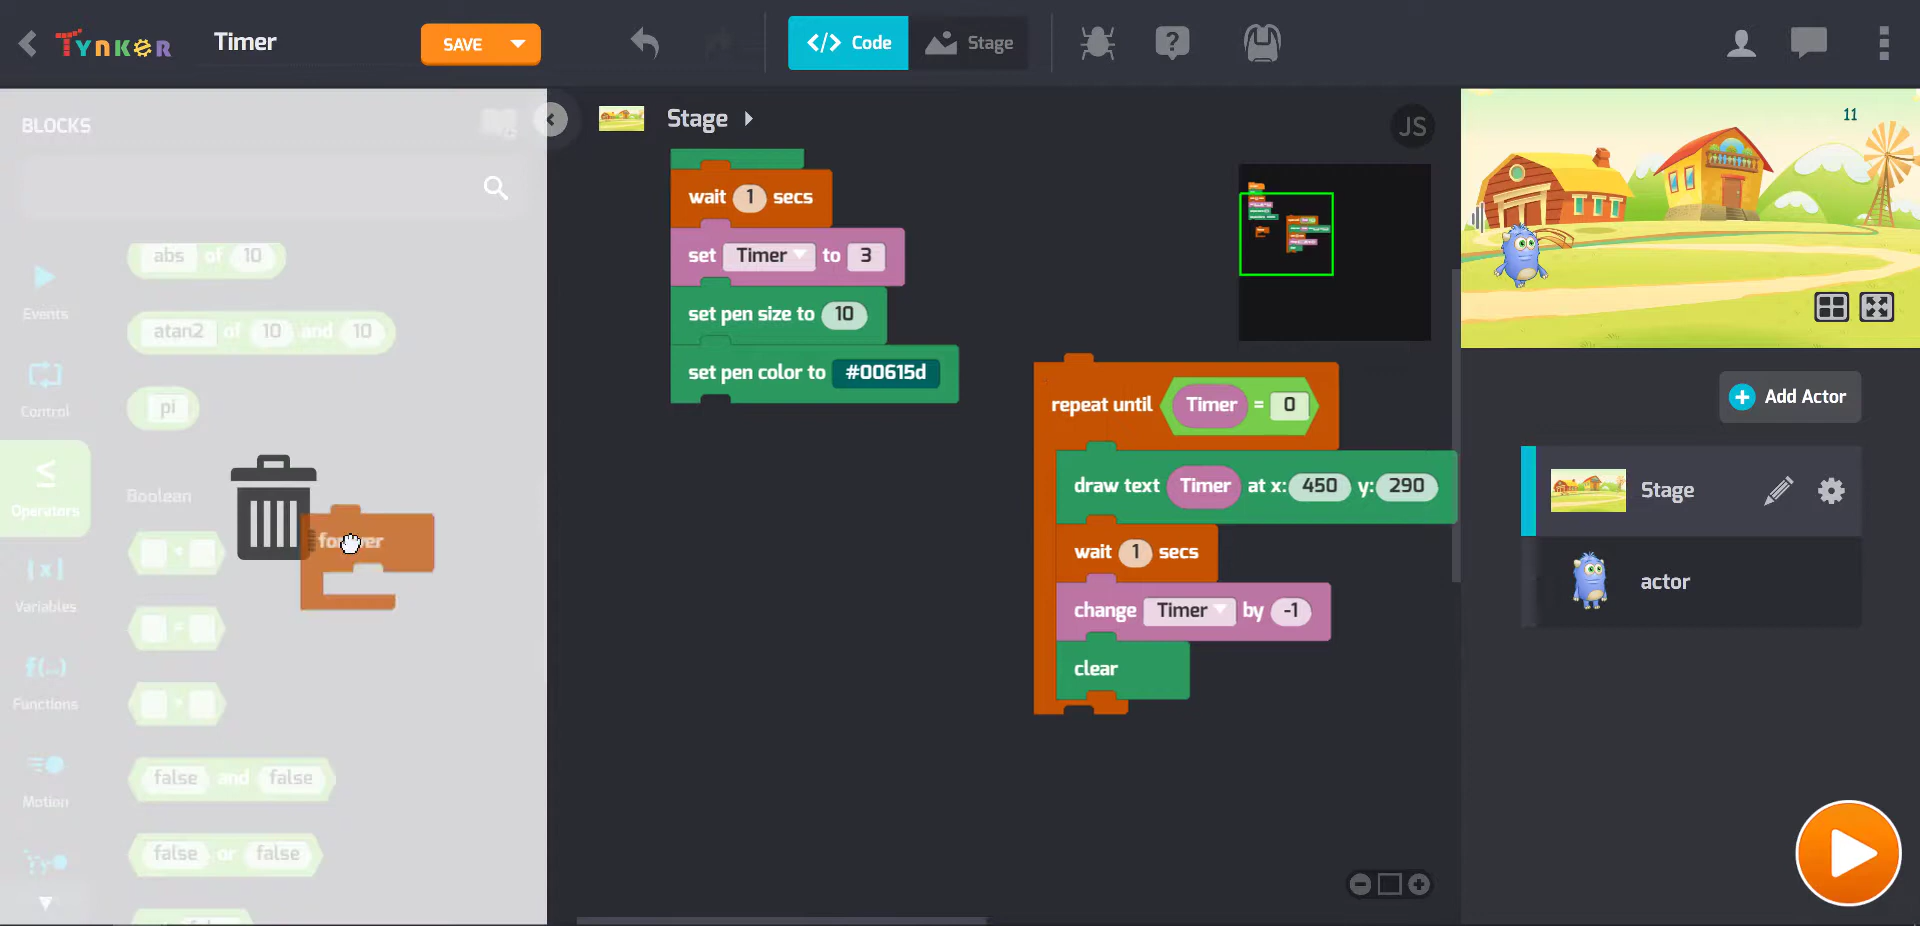 TYNKER
Timer
SAVE
Code
Stage
BLOCKS
Stage
JS
11
Events
Control
Operators
Variables
Functions
Motion
abs of 10
atan2 of 10 and 10
pi
Boolean
forever
false and false
false or false
wait 1 secs
set Timer to 3
set pen size to 10
set pen color to #00615d
repeat until Timer = 0
draw text Timer at x: 450 y: 290
wait 1 secs
change Timer by -1
clear
Add Actor
Stage
actor